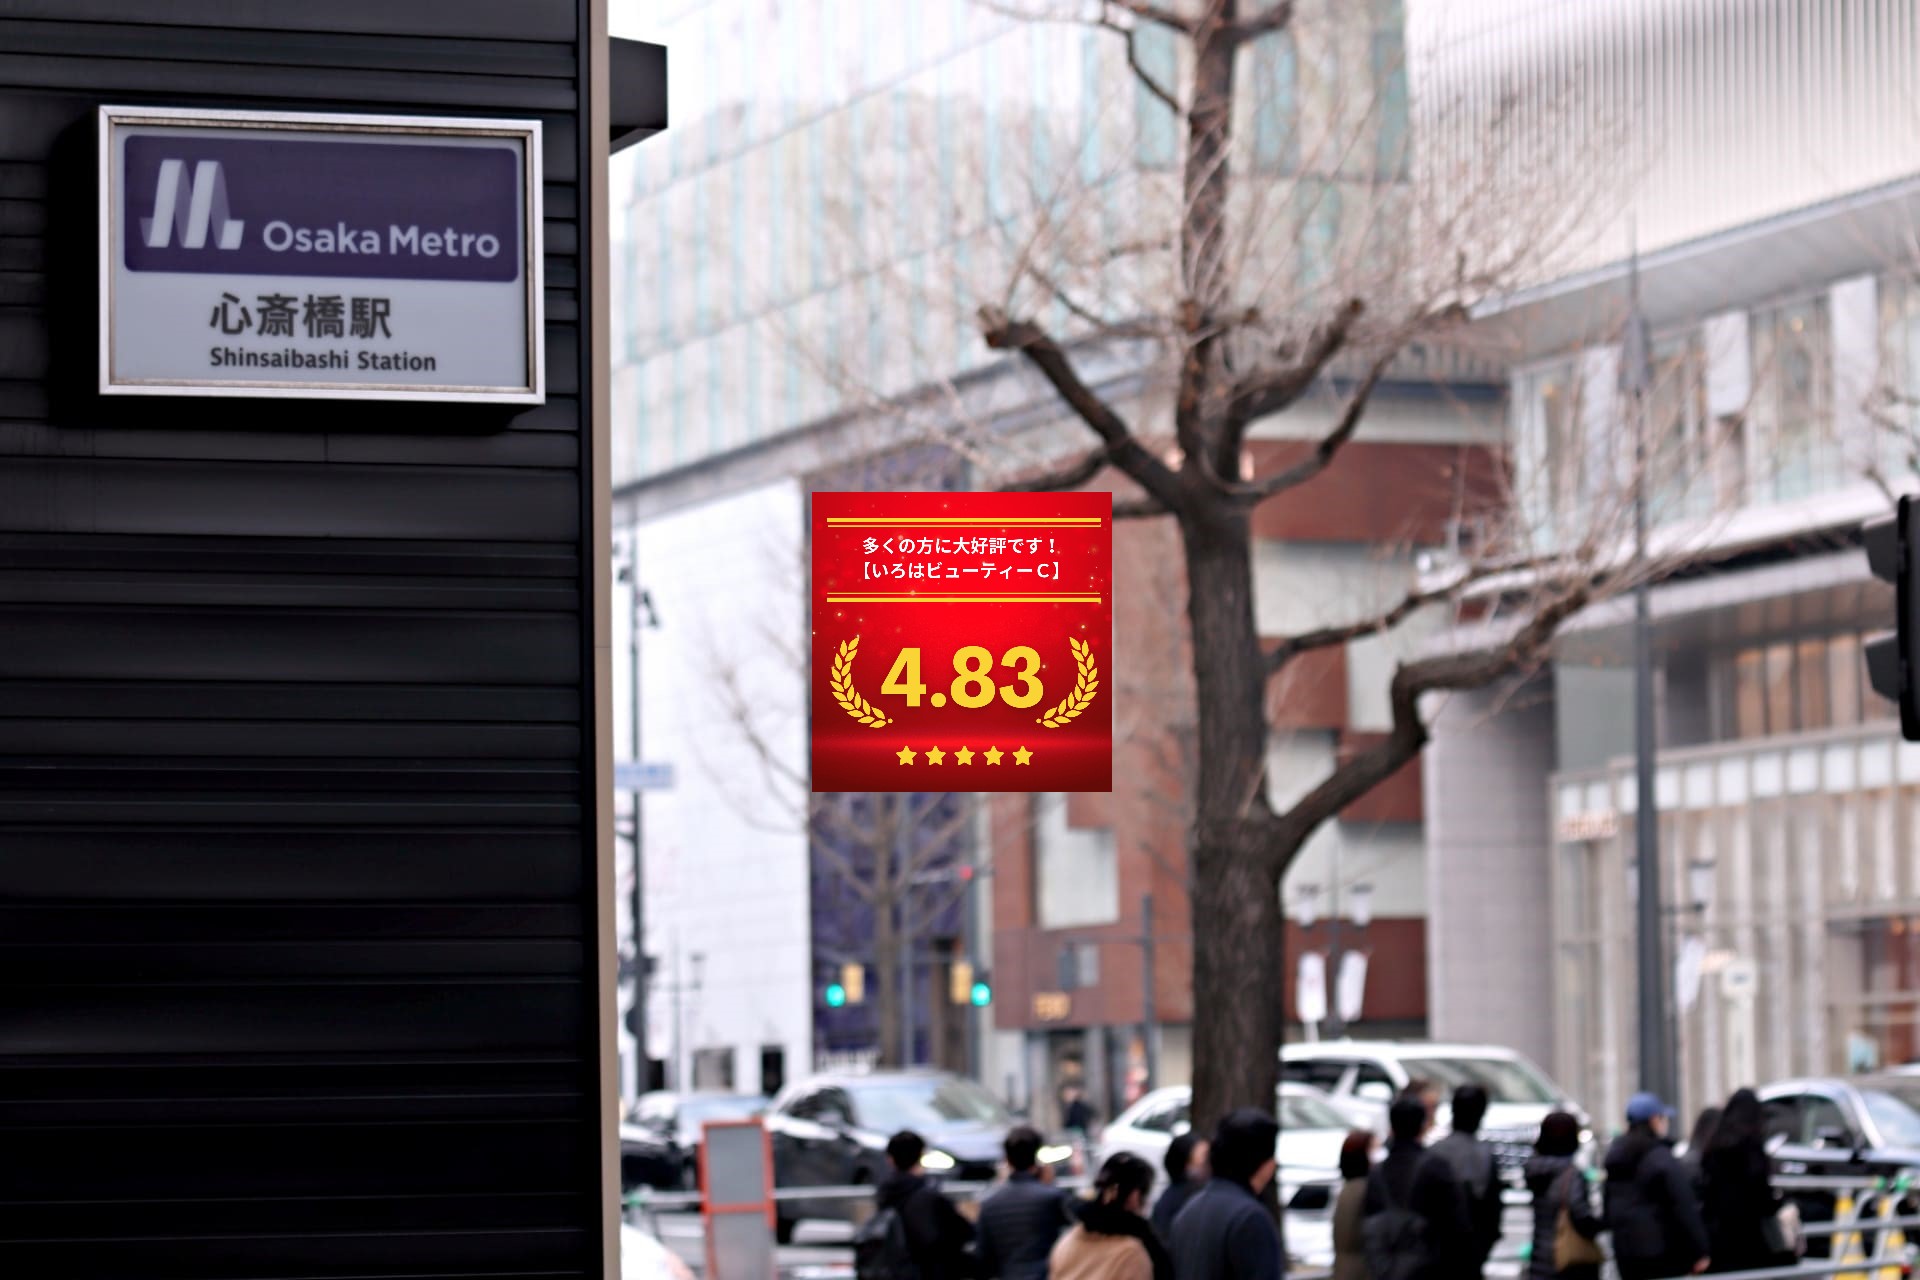 Osaka Metro
心斎橋駅
Shinsaibashi Station
多くの方に大好評です！
【いろはビューティーＣ】
4.83